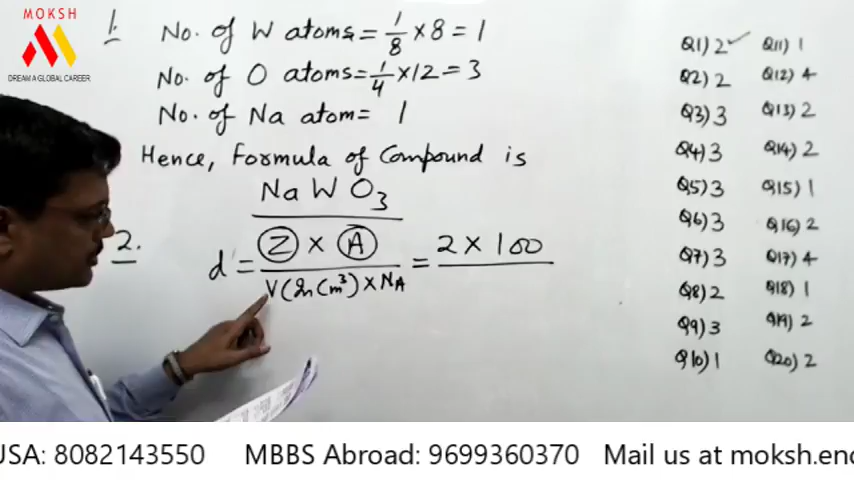 MOKSH
DREAM A GLOBAL CAREER
1. No. of W atoms = 1/8 × 8 = 1
No. of O atoms = 1/4 × 12 = 3
No. of Na atom = 1
Hence, Formula of Compound is
NaWO₃
2. d = Z × A / V (In Cm³) × NA = 2 × 100
Q1) 2 ✓
Q2) 2
Q3) 3
Q4) 3
Q5) 3
Q6) 3
Q7) 3
Q8) 2
Q9) 3
Q10) 1
Q11) 1
Q12) 4
Q13) 2
Q14) 2
Q15) 1
Q16) 2
Q17) 4
Q18) 1
Q19) 2
Q20) 2
USA: 8082143550 MBBS Abroad: 9699360370 Mail us at moksh.end